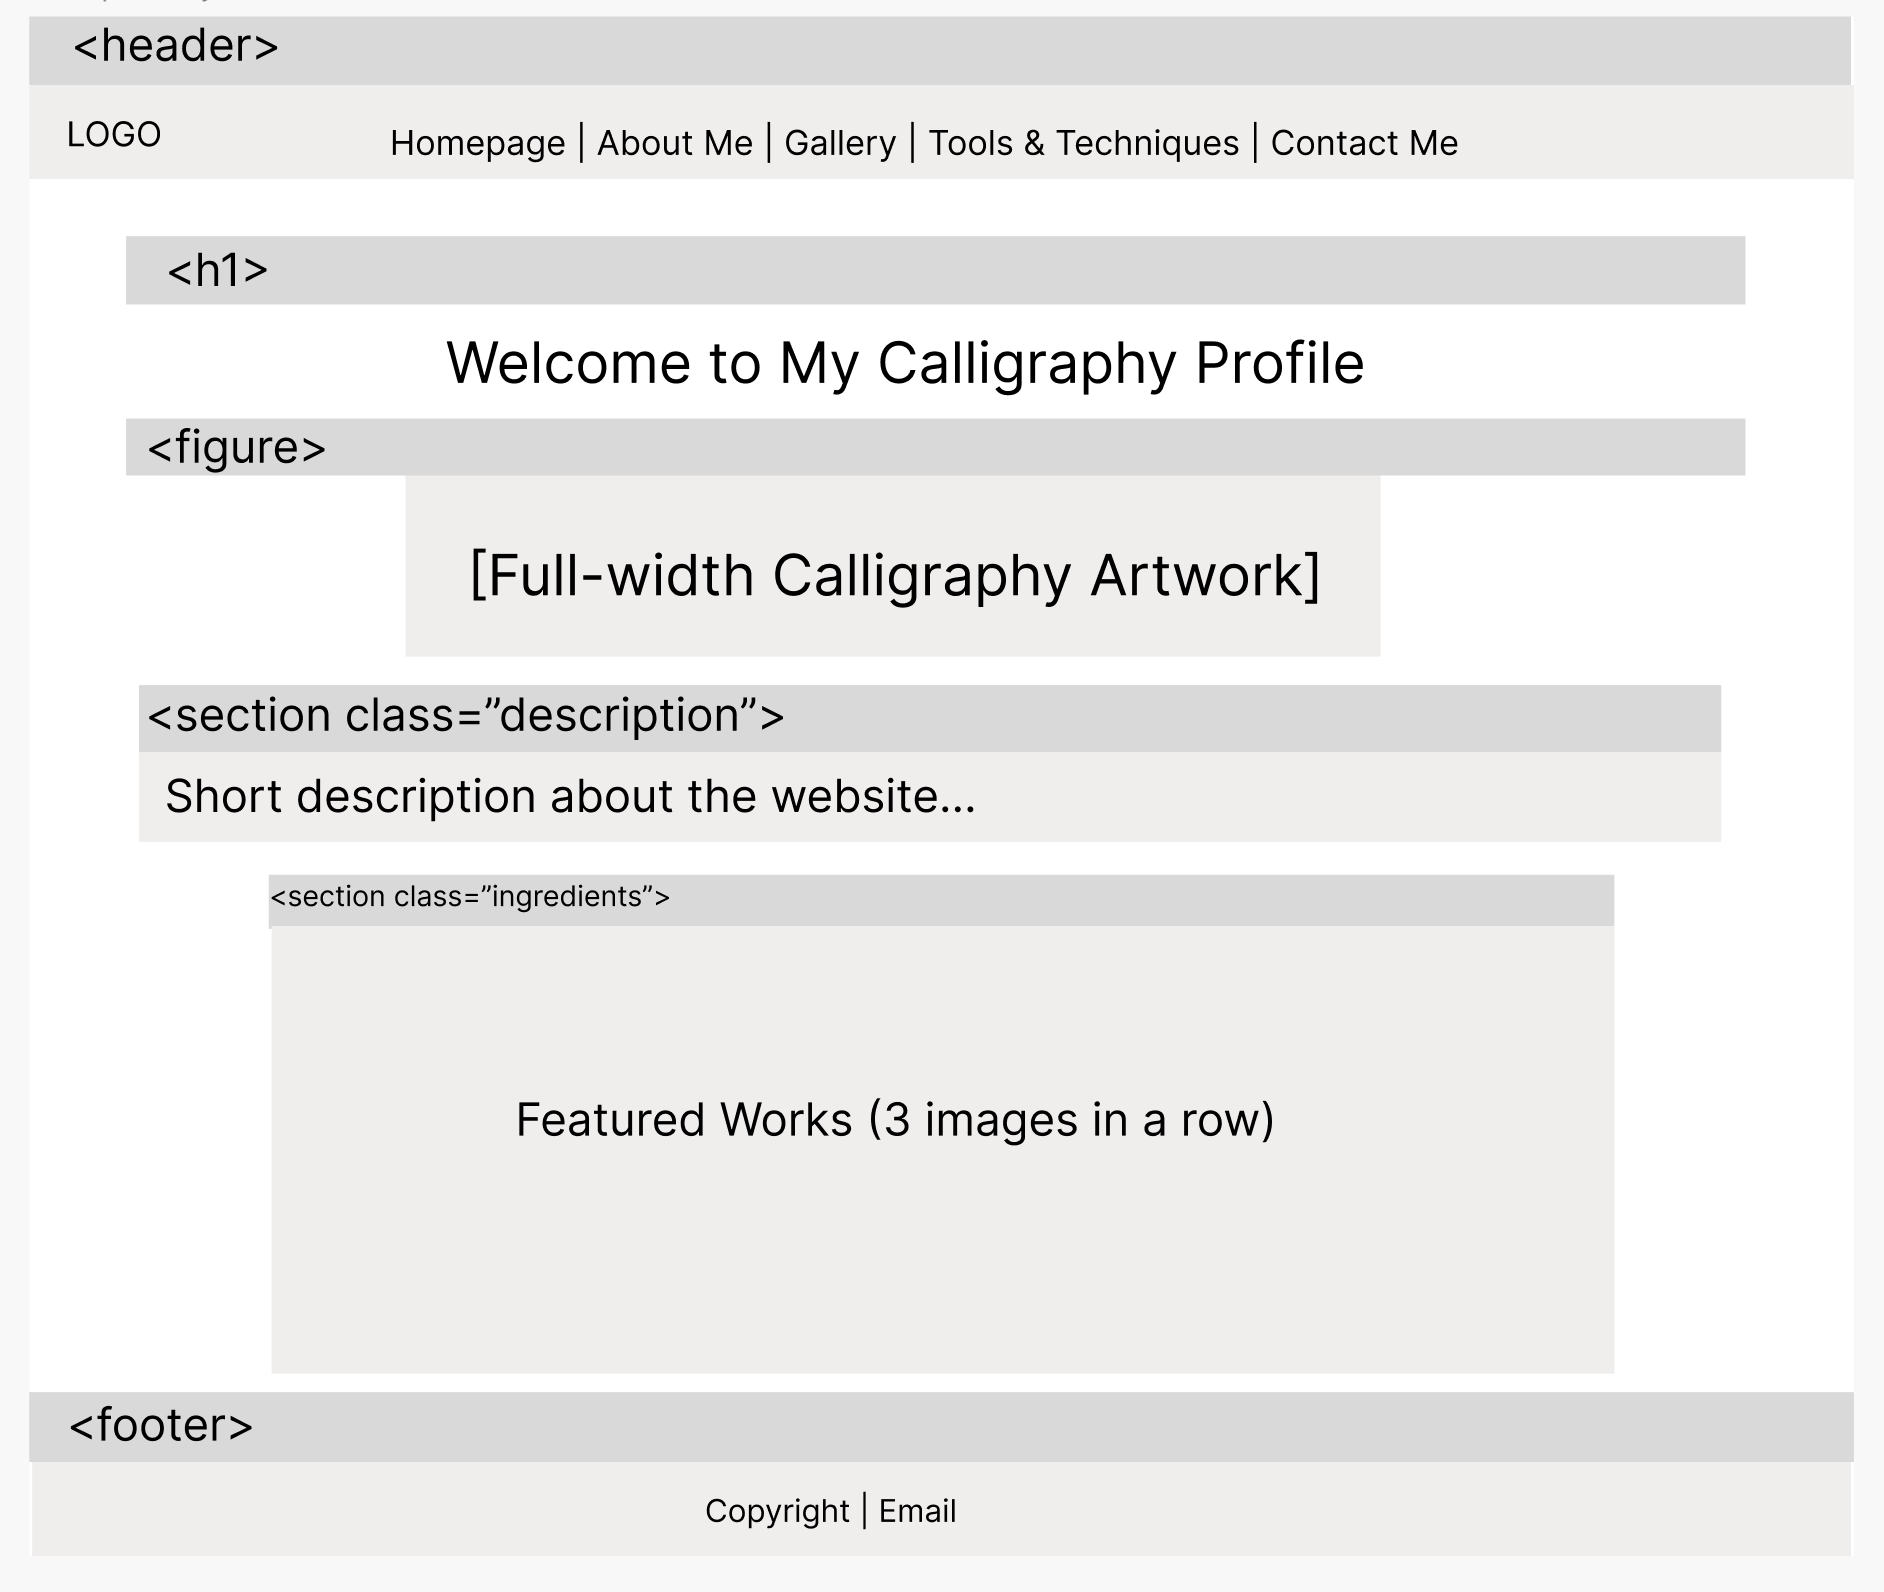 <header>
LOGO
Homepage | About Me | Gallery | Tools & Techniques | Contact Me
<h1>
Welcome to My Calligraphy Profile
<figure>
[Full-width Calligraphy Artwork]
<section class=”description”>
Short description about the website...
<section class=”ingredients”>
Featured Works (3 images in a row)
<footer>
Copyright | Email